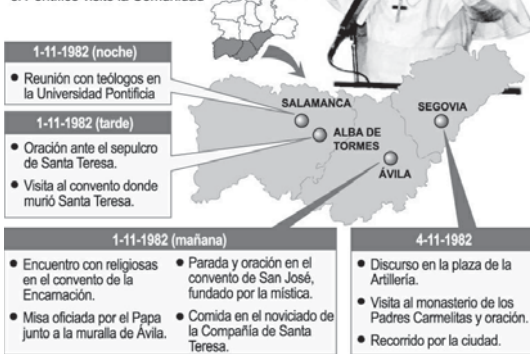 1-11-1982 (noche)
• Reunión con teólogos en
la Universidad Pontificia
1-11-1982 (tarde)
• Oración ante el sepulcro
de Santa Teresa.
• Visita al convento donde
murió Santa Teresa.
SALAMANCA
ALBA DE
TORMES
ÁVILA
SEGOVIA
1-11-1982 (mañana)
• Encuentro con religiosas
en el convento de la
Encarnación.
• Misa oficiada por el Papa
junto a la muralla de Ávila.
• Parada y oración en el
convento de San José,
fundado por la mística.
• Comida en el noviciado de
la Compañía de Santa
Teresa.
4-11-1982
• Discurso en la plaza de la
Artillería.
• Visita al monasterio de los
Padres Carmelitas y oración.
• Recorrido por la ciudad.